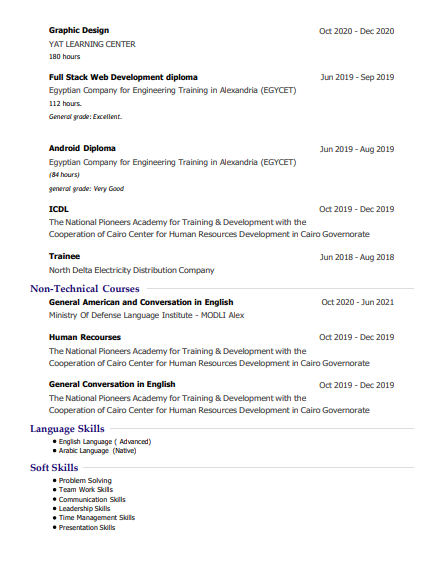 Graphic Design Oct 2020 - Dec 2020
YAT LEARNING CENTER
180 hours
Full Stack Web Development diploma Jun 2019 - Sep 2019
Egyptian Company for Engineering Training in Alexandria (EGYCET)
112 hours.
General grade: Excellent.
Android Diploma Jun 2019 - Aug 2019
Egyptian Company for Engineering Training in Alexandria (EGYCET)
(84 hours)
general grade: Very Good
ICDL Oct 2019 - Dec 2019
The National Pioneers Academy for Training & Development with the
Cooperation of Cairo Center for Human Resources Development in Cairo Governorate
Trainee Jun 2018 - Aug 2018
North Delta Electricity Distribution Company
Non-Technical Courses
General American and Conversation in English Oct 2020 - Jun 2021
Ministry Of Defense Language Institute - MODLI Alex
Human Recourses Oct 2019 - Dec 2019
The National Pioneers Academy for Training & Development with the
Cooperation of Cairo Center for Human Resources Development in Cairo Governorate
General Conversation in English Oct 2019 - Dec 2019
The National Pioneers Academy for Training & Development with the
Cooperation of Cairo Center for Human Resources Development in Cairo Governorate
Language Skills
● English Language ( Advanced)
● Arabic Language (Native)
Soft Skills
● Problem Solving
● Team Work Skills
● Communication Skills
● Leadership Skills
● Time Management Skills
● Presentation Skills